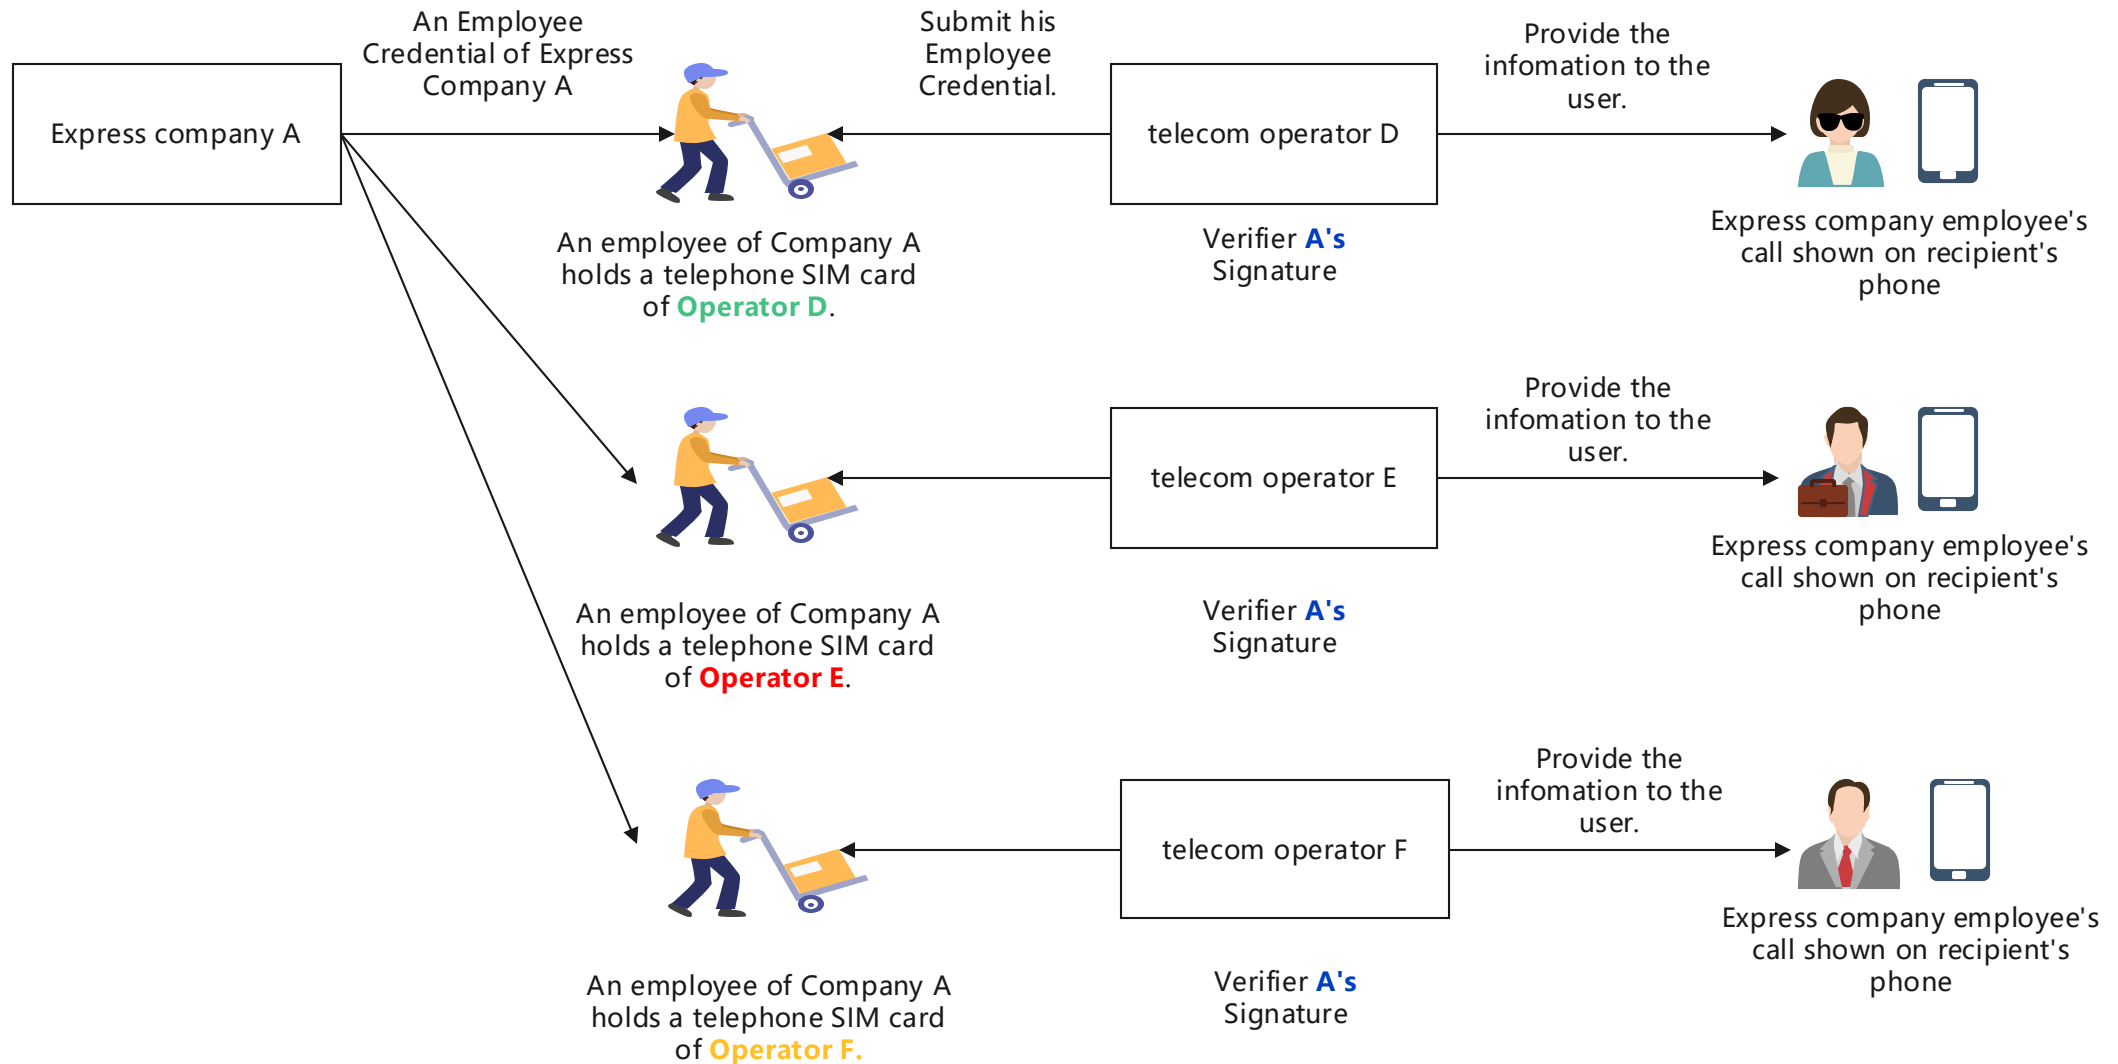 An Employee
Credential of Express
Company A
Submit his
Employee
Credential.
Provide the
infomation to the
user.
Express company A
telecom operator D
An employee of Company A
holds a telephone SIM card
of Operator D.
Verifier A's
Signature
Express company employee's
call shown on recipient's
phone
Provide the
infomation to the
user.
telecom operator E
An employee of Company A
holds a telephone SIM card
of Operator E.
Verifier A's
Signature
Express company employee's
call shown on recipient's
phone
Provide the
infomation to the
user.
telecom operator F
An employee of Company A
holds a telephone SIM card
of Operator F.
Verifier A's
Signature
Express company employee's
call shown on recipient's
phone